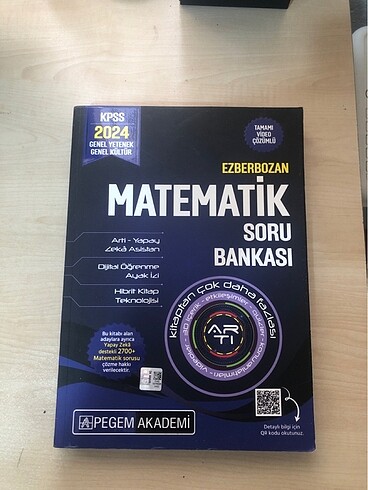 KPSS
2024
GENEL YETENEK
GENEL KÜLTÜR
TAMAMI
VİDEO
ÇÖZÜMLÜ
EZBERBOZAN
MATEMATİK
SORU
BANKASI
Artı - Yapay
Zekâ Asistan
Dijital Öğrenme
Ayak İzi
Hibrit Kitap
Teknolojisi
kitaptan çok daha fazlası
ARTI
Bu kitabı alan
adaylara ayrıca
Yapay Zekâ
destekli 2700+
Matematik sorusu
çözme hakkı
verilecektir.
PEGEM AKADEMİ
Detaylı bilgi için
QR kodu okutunuz.